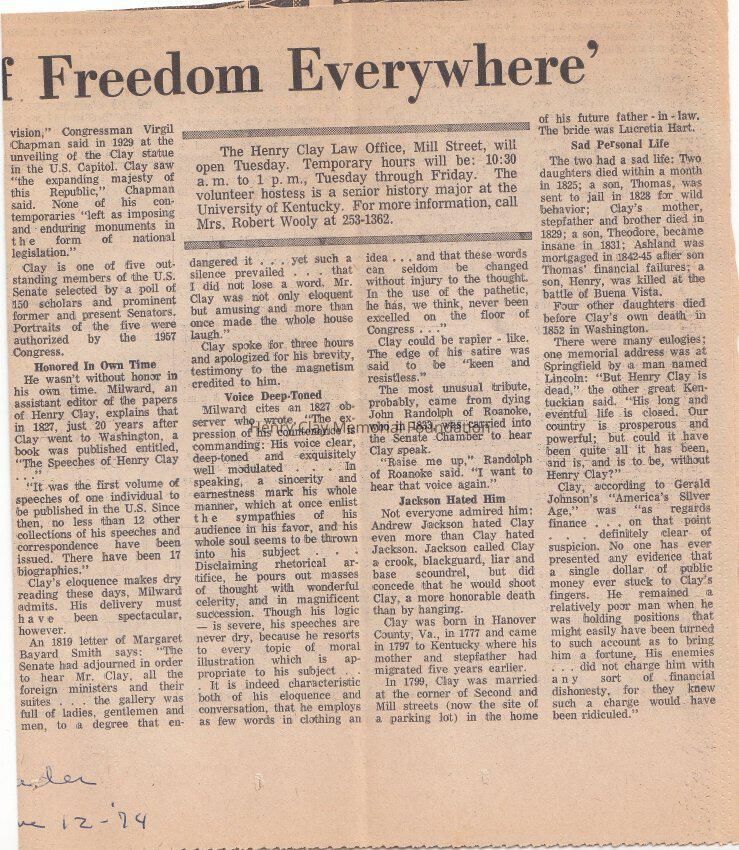 f Freedom Everywhere'
vision," Congressman Virgil
Chapman said in 1929 at the
unveiling of the Clay statue
in the U.S. Capitol. Clay saw
"the expanding majesty of
this Republic," Chapman
said. None of his con-
temporaries "left as imposing
and enduring monuments in
the form of national
legislation."
Clay is one of five out-
standing members of the U.S.
Senate selected by a poll of
150 scholars and prominent
former and present Senators.
Portraits of the five were
authorized by the 1957
Congress.
Honored In Own Time
He wasn't without honor in
his own time. Milward, an
assistant editor of the papers
of Henry Clay, explains that
in 1827, just 20 years after
Clay went to Washington, a
book was published entitled,
"The Speeches of Henry Clay
. . ."
"It was the first volume of
speeches of one individual to
be published in the U.S. Since
then, no less than 12 other
collections of his speeches and
correspondence have been
issued. There have been 17
biographies."
Clay's eloquence makes dry
reading these days, Milward
admits. His delivery must
have been spectacular,
however.
An 1819 letter of Margaret
Bayard Smith says: "The
Senate had adjourned in order
to hear Mr. Clay, all the
foreign ministers and their
suites . . . the gallery was
full of ladies, gentlemen and
men, to a degree that en-
The Henry Clay Law Office, Mill Street, will
open Tuesday. Temporary hours will be: 10:30
a. m. to 1 p. m., Tuesday through Friday. The
volunteer hostess is a senior history major at the
University of Kentucky. For more information, call
Mrs. Robert Wooly at 253-1362.
dangered it . . . yet such a
silence prevailed . . . that
I did not lose a word. Mr.
Clay was not only eloquent
but amusing and more than
once made the whole house
laugh."
Clay spoke for three hours
and apologized for his brevity,
testimony to the magnetism
credited to him.
Voice Deep-Toned
Milward cites an 1827 ob-
server who wrote, "The ex-
pression of his countenance is
commanding: His voice clear,
deep-toned and exquisitely
well modulated . . . In
speaking, a sincerity and
earnestness mark his whole
manner, which at once enlist
the sympathies of his
audience in his favor, and his
whole soul seems to be thrown
into his subject . . . .
Disclaiming rhetorical ar-
tifice, he pours out masses
of thought with wonderful
celerity, and in magnificent
succession. Though his logic
— is severe, his speeches are
never dry, because he resorts
to every topic of moral
illustration which is ap-
propriate to his subject . .
. It is indeed characteristic
both of his eloquence and
conversation, that he employs
as few words in clothing an
idea . . . and that these words
can seldom be changed
without injury to the thought.
In the use of the pathetic,
he has, we think, never been
excelled on the floor of
Congress . . ."
Clay could be rapier - like.
The edge of his satire was
said to be "keen and
resistless."
The most unusual tribute,
probably, came from dying
John Randolph of Roanoke,
who in 1833, was carried into
the Senate Chamber to hear
Clay speak.
"Raise me up," Randolph
of Roanoke said. "I want to
hear that voice again."
Jackson Hated Him
Not everyone admired him:
Andrew Jackson hated Clay
even more than Clay hated
Jackson. Jackson called Clay
a crook, blackguard, liar and
base scoundrel, but did
concede that he would shoot
Clay, a more honorable death
than by hanging.
Clay was born in Hanover
County, Va., in 1777 and came
in 1797 to Kentucky where his
mother and stepfather had
migrated five years earlier.
In 1799, Clay was married
at the corner of Second and
Mill streets (now the site of
a parking lot) in the home
of his future father - in - law.
The bride was Lucretia Hart.
Sad Personal Life
The two had a sad life: Two
daughters died within a month
in 1825; a son, Thomas, was
sent to jail in 1828 for wild
behavior; Clay's mother,
stepfather and brother died in
1829; a son, Theodore, became
insane in 1831; Ashland was
mortgaged in 1842-45 after son
Thomas' financial failures; a
son, Henry, was killed at the
battle of Buena Vista.
Four other daughters died
before Clay's own death in
1852 in Washington.
There were many eulogies;
one memorial address was at
Springfield by a man named
Lincoln: "But Henry Clay is
dead," the other great Ken-
tuckian said. "His long and
eventful life is closed. Our
country is prosperous and
powerful; but could it have
been quite all it has been,
and is, and is to be, without
Henry Clay?"
Clay, according to Gerald
Johnson's "America's Silver
Age," was "as regards
finance . . . on that point
. . . . definitely clear of
suspicion. No one has ever
presented any evidence that
a single dollar of public
money ever stuck to Clay's
fingers. He remained a
relatively poor man when he
was holding positions that
might easily have been turned
to such account as to bring
him a fortune. His enemies
. . . did not charge him with
any sort of financial
dishonesty, for they knew
such a charge would have
been ridiculed."
Henry Clay Memorial Foundation
12-'74